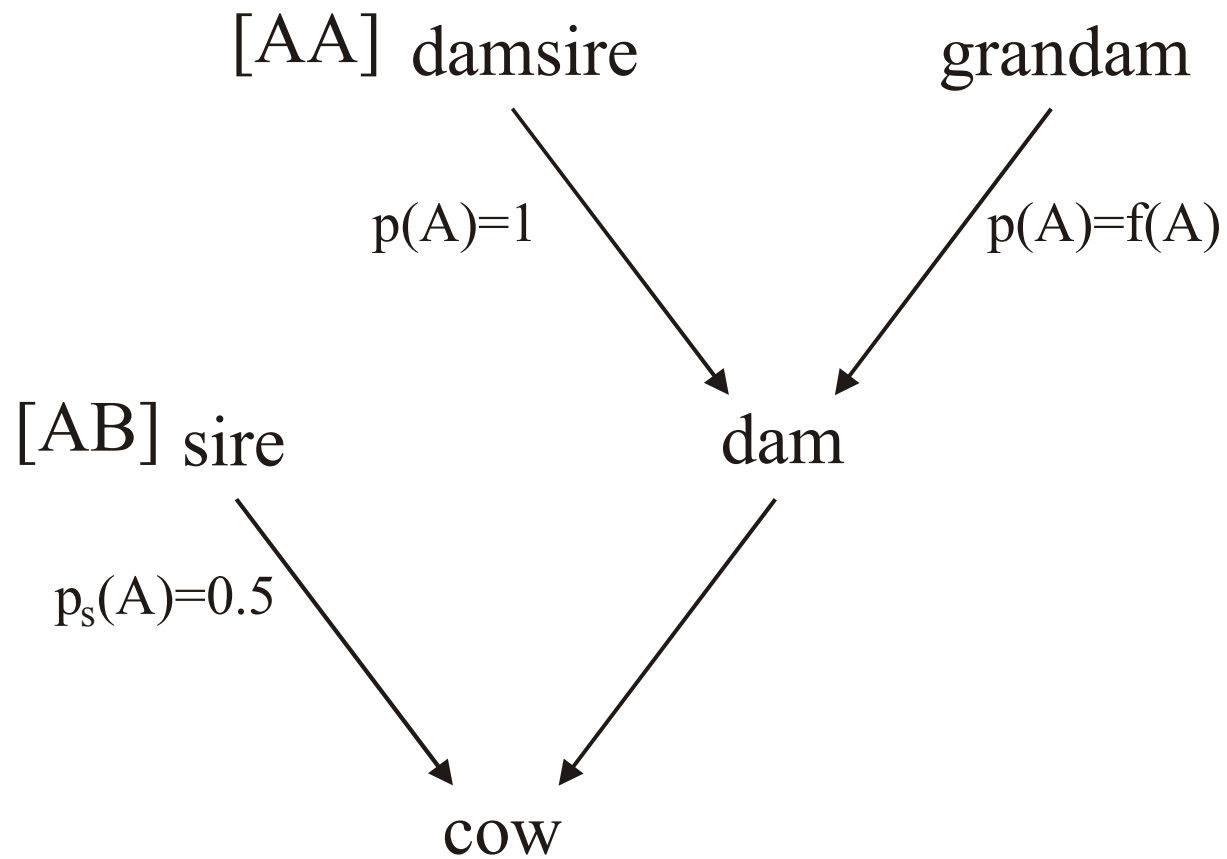 [AA] damsire grandam
p(A)=1 p(A)=f(A)
[AB] sire dam
pₛ(A)=0.5
cow